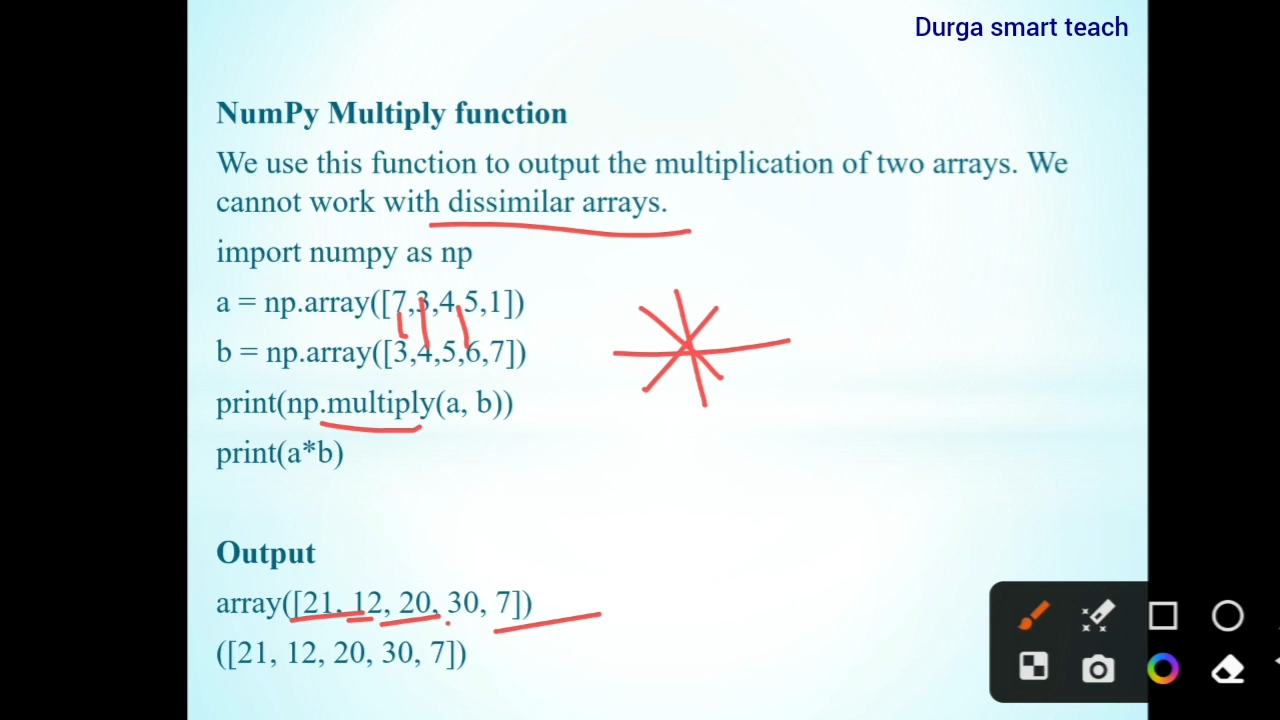 Durga smart teach
NumPy Multiply function
We use this function to output the multiplication of two arrays. We
cannot work with dissimilar arrays.
import numpy as np
a = np.array([7,3,4,5,1])
b = np.array([3,4,5,6,7])
print(np.multiply(a, b))
print(a*b)
Output
array([21, 12, 20, 30, 7])
([21, 12, 20, 30, 7])